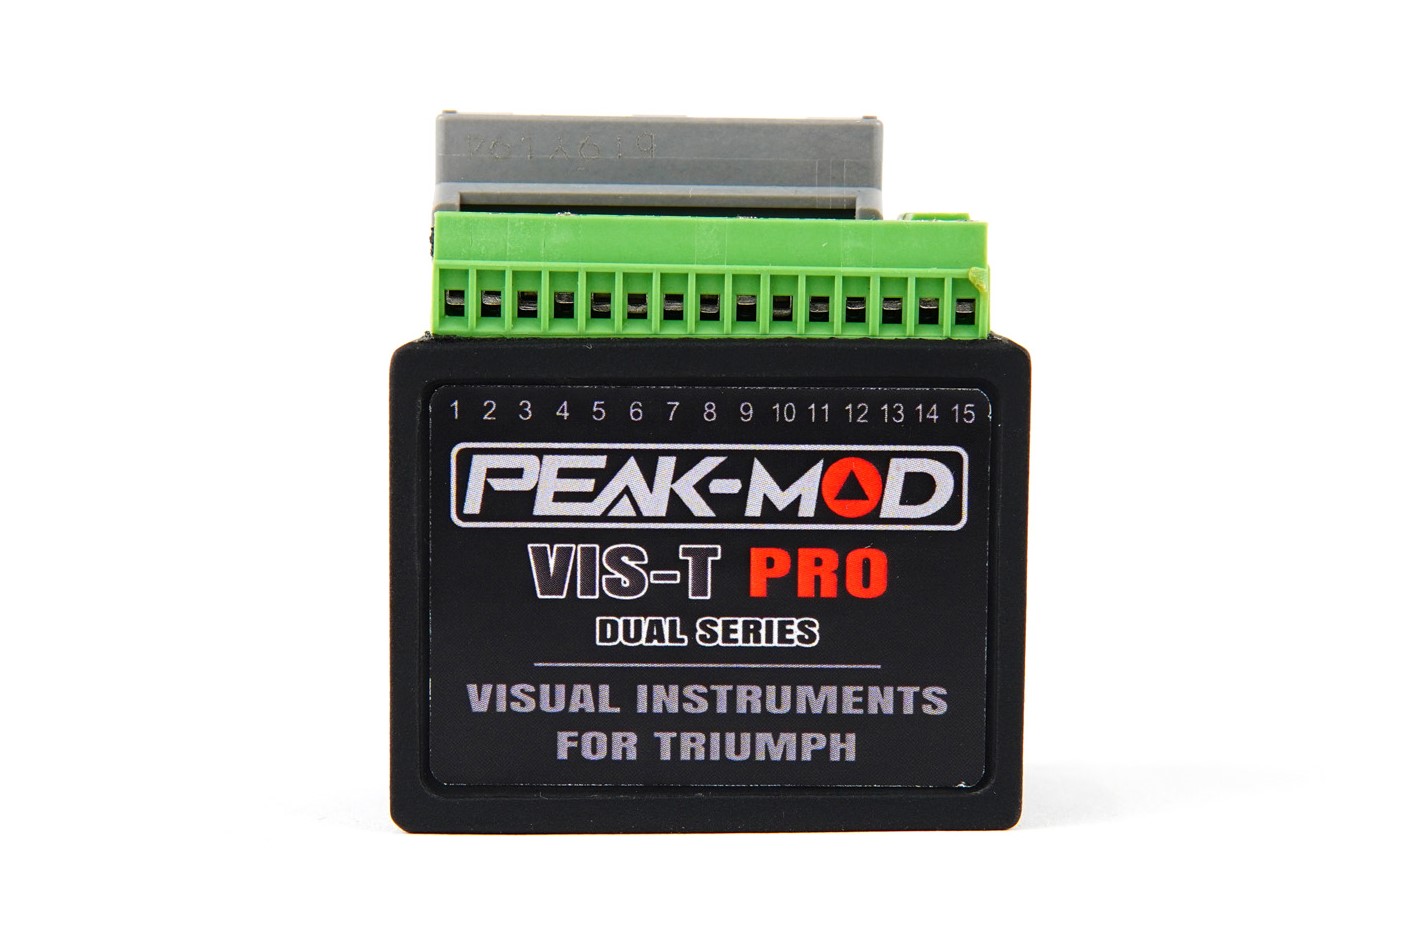 1 2 3 4 5 6 7 8 9 10 11 12 13 14 15
PEAK-MOD
VIS-T PRO
DUAL SERIES
VISUAL INSTRUMENTS
FOR TRIUMPH